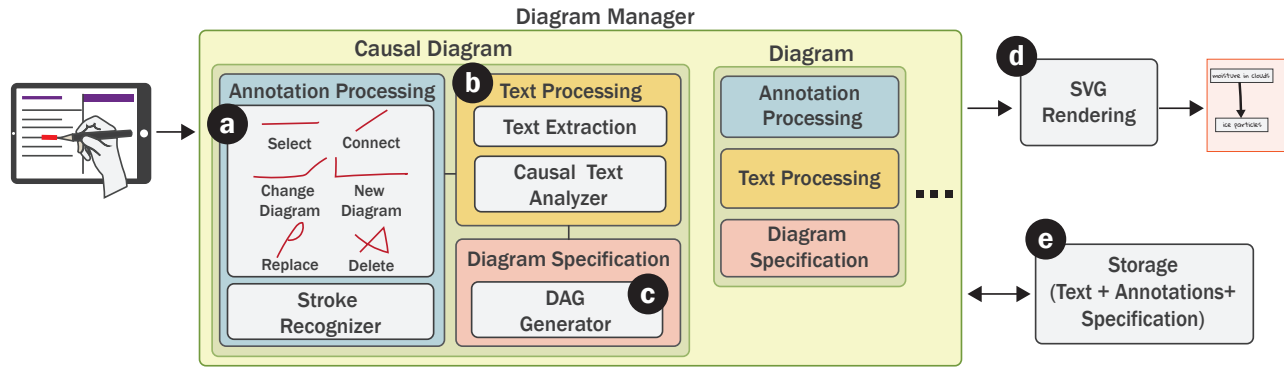 Diagram Manager
Causal Diagram
Diagram
a
Annotation Processing
Select
Connect
Change
Diagram
New
Diagram
Replace
Delete
Stroke
Recognizer
b
Text Processing
Text Extraction
Causal Text
Analyzer
Diagram Specification
c
DAG
Generator
Annotation
Processing
Text Processing
Diagram
Specification
d
SVG
Rendering
moisture in clouds
ice particles
e
Storage
(Text + Annotations+
Specification)